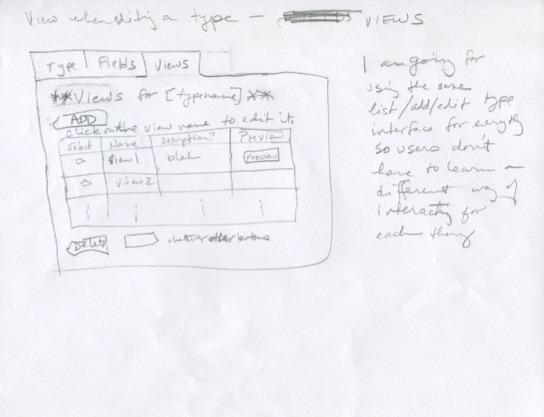 View when editing a type — VIEWS
Type Fields Views
**Views for [typename] **
ADD
click on the view name to edit it.
Select Name Description? Preview
View1 blah Preview
View2
Delete other buttons
I am going for
using the same
list/add/edit type
interface for everything
so users don't
have to learn a
different way of
interacting for
each thing